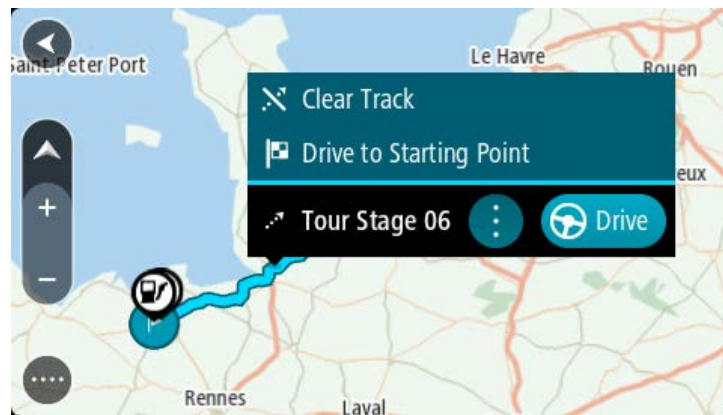 Saint Peter Port
Le Havre
Rouen
Clear Track
Drive to Starting Point
eux
Tour Stage 06
Drive
Rennes
Laval